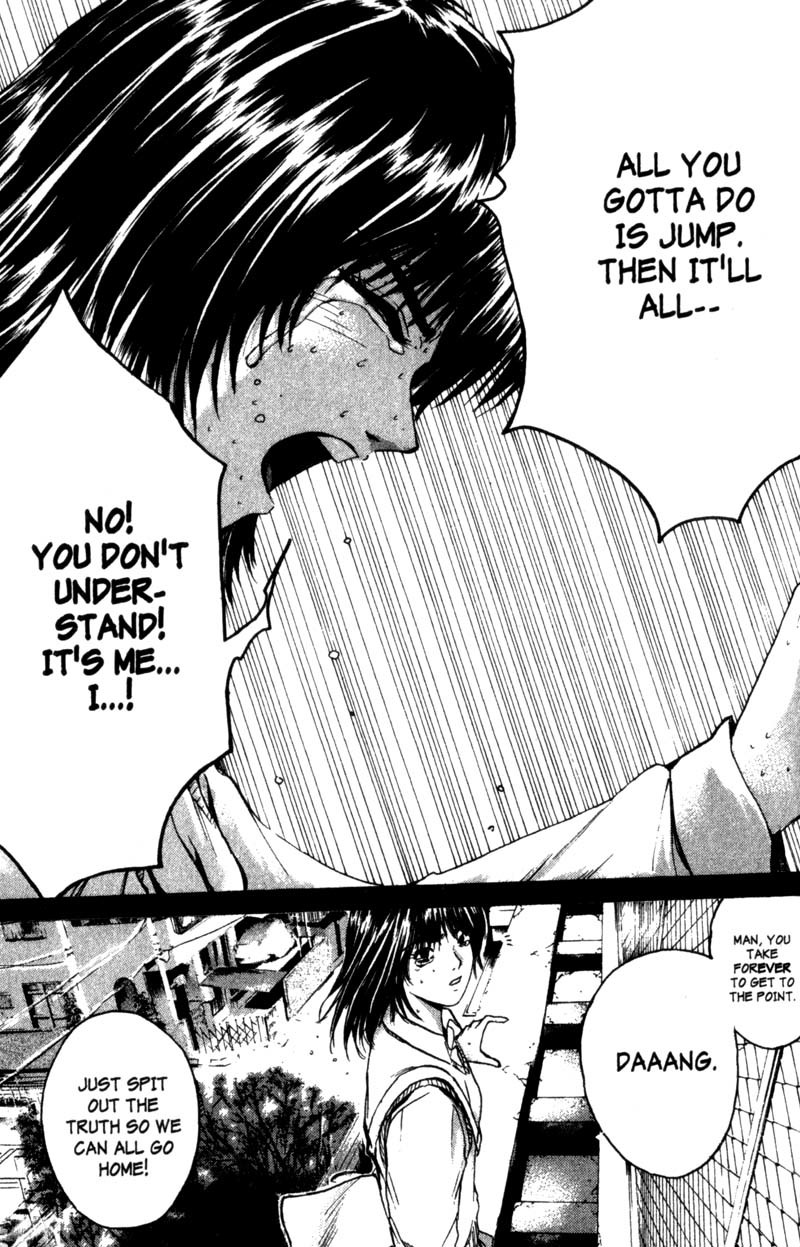 ALL YOU
GOTTA DO
IS JUMP.
THEN IT'LL
ALL--
NO!
YOU DON'T
UNDER-
STAND!
IT'S ME...
I...!
MAN, YOU
TAKE
FOREVER
TO GET TO
THE POINT.
DAAANG.
JUST SPIT
OUT THE
TRUTH SO WE
CAN ALL GO
HOME!